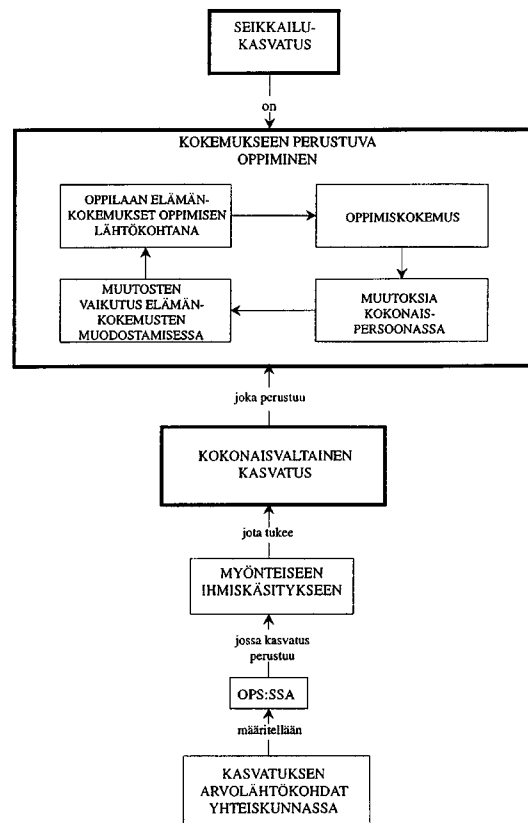 SEIKKAILU-
KASVATUS
on
KOKEMUKSEEN PERUSTUVA
OPPIMINEN
OPPILAAN ELÄMÄN-
KOKEMUKSET OPPIMISEN
LÄHTÖKOHTANA
OPPIMISKOKEMUS
MUUTOSTEN
VAIKUTUS ELÄMÄN-
KOKEMUSTEN
MUODOSTAMISESSA
MUUTOKSIA
KOKONAIS-
PERSOONASSA
joka perustuu
KOKONAISVALTAINEN
KASVATUS
jota tukee
MYÖNTEISEEN
IHMISKÄSITYKSEEN
jossa kasvatus
perustuu
OPS:SSA
määritellään
KASVATUKSEN
ARVOLÄHTÖKOHDAT
YHTEISKUNNASSA